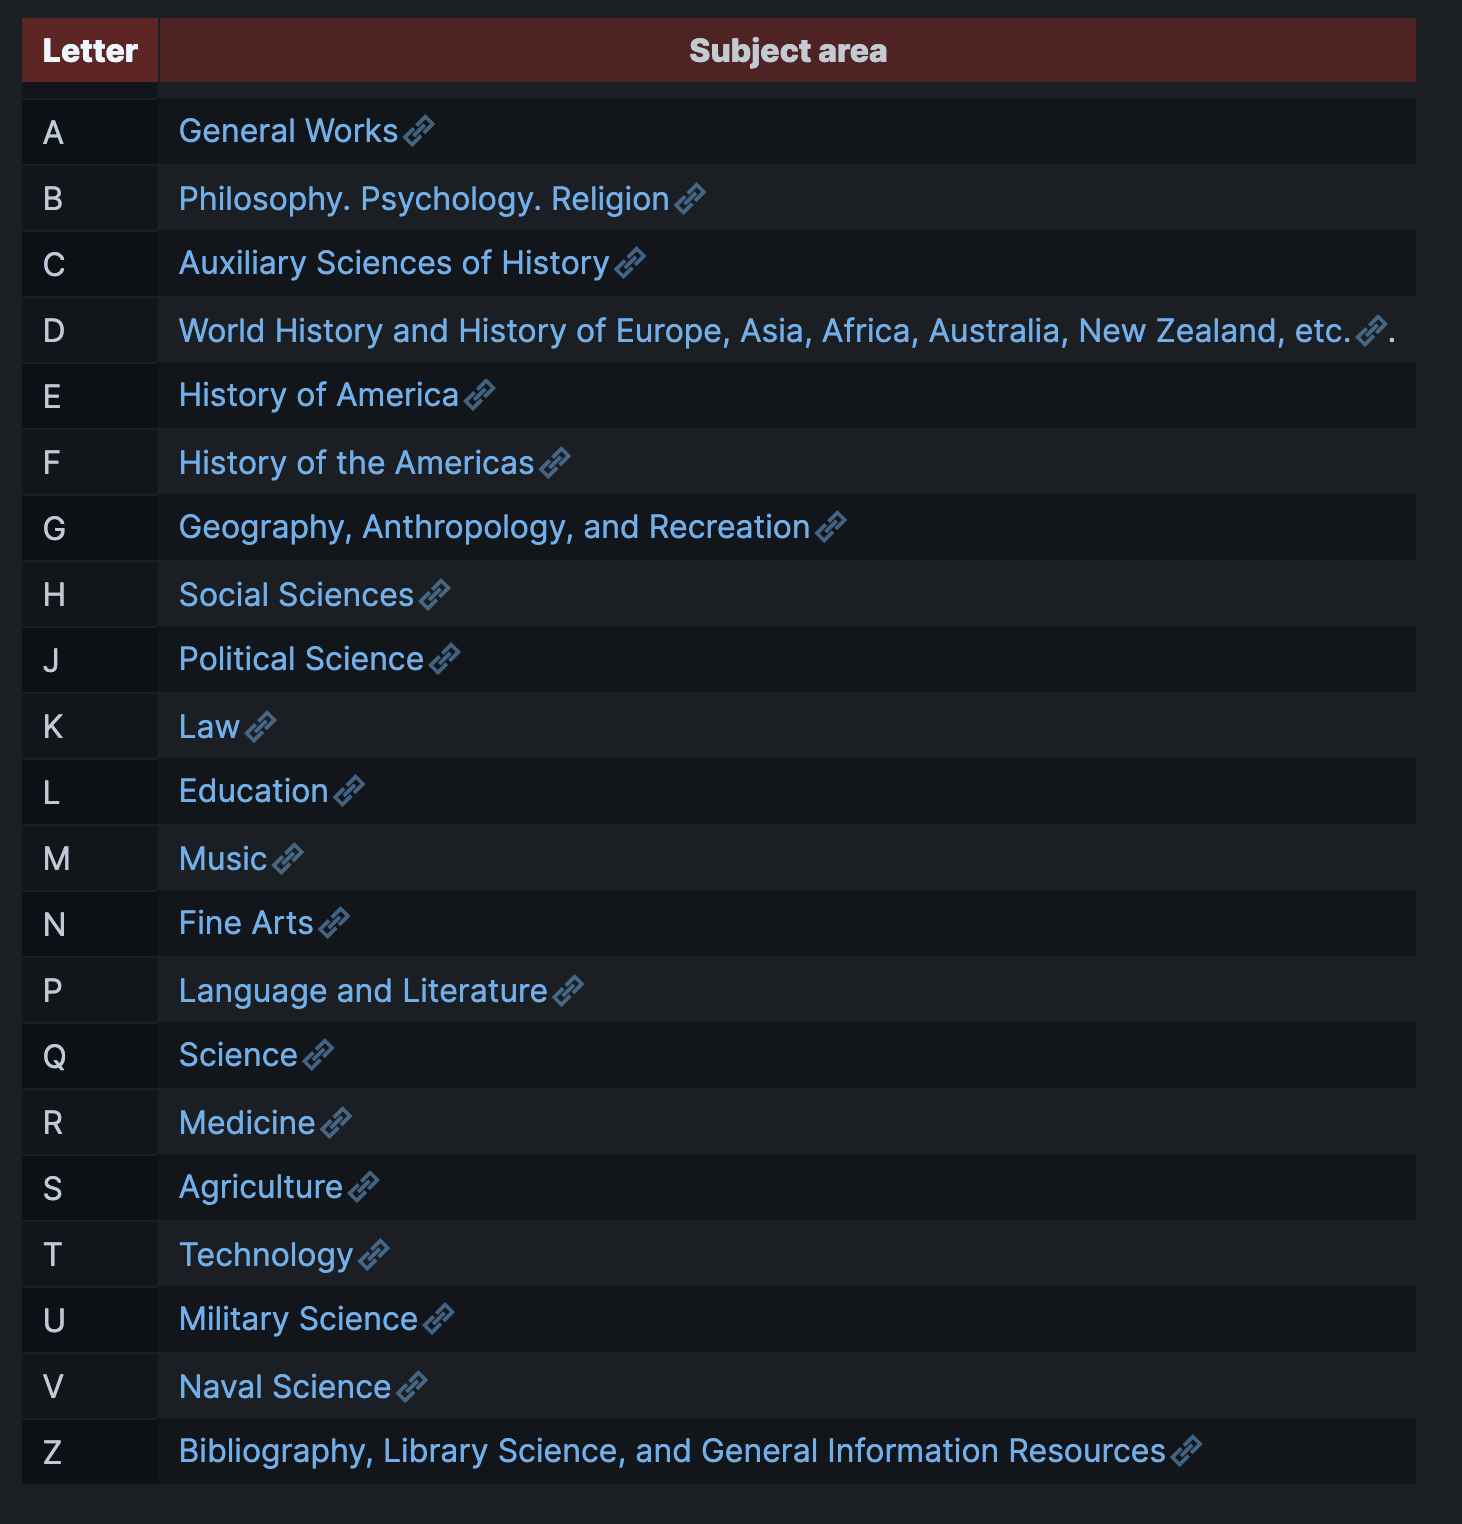 Letter Subject area
A General Works
B Philosophy. Psychology. Religion
C Auxiliary Sciences of History
D World History and History of Europe, Asia, Africa, Australia, New Zealand, etc. .
E History of America
F History of the Americas
G Geography, Anthropology, and Recreation
H Social Sciences
J Political Science
K Law
L Education
M Music
N Fine Arts
P Language and Literature
Q Science
R Medicine
S Agriculture
T Technology
U Military Science
V Naval Science
Z Bibliography, Library Science, and General Information Resources